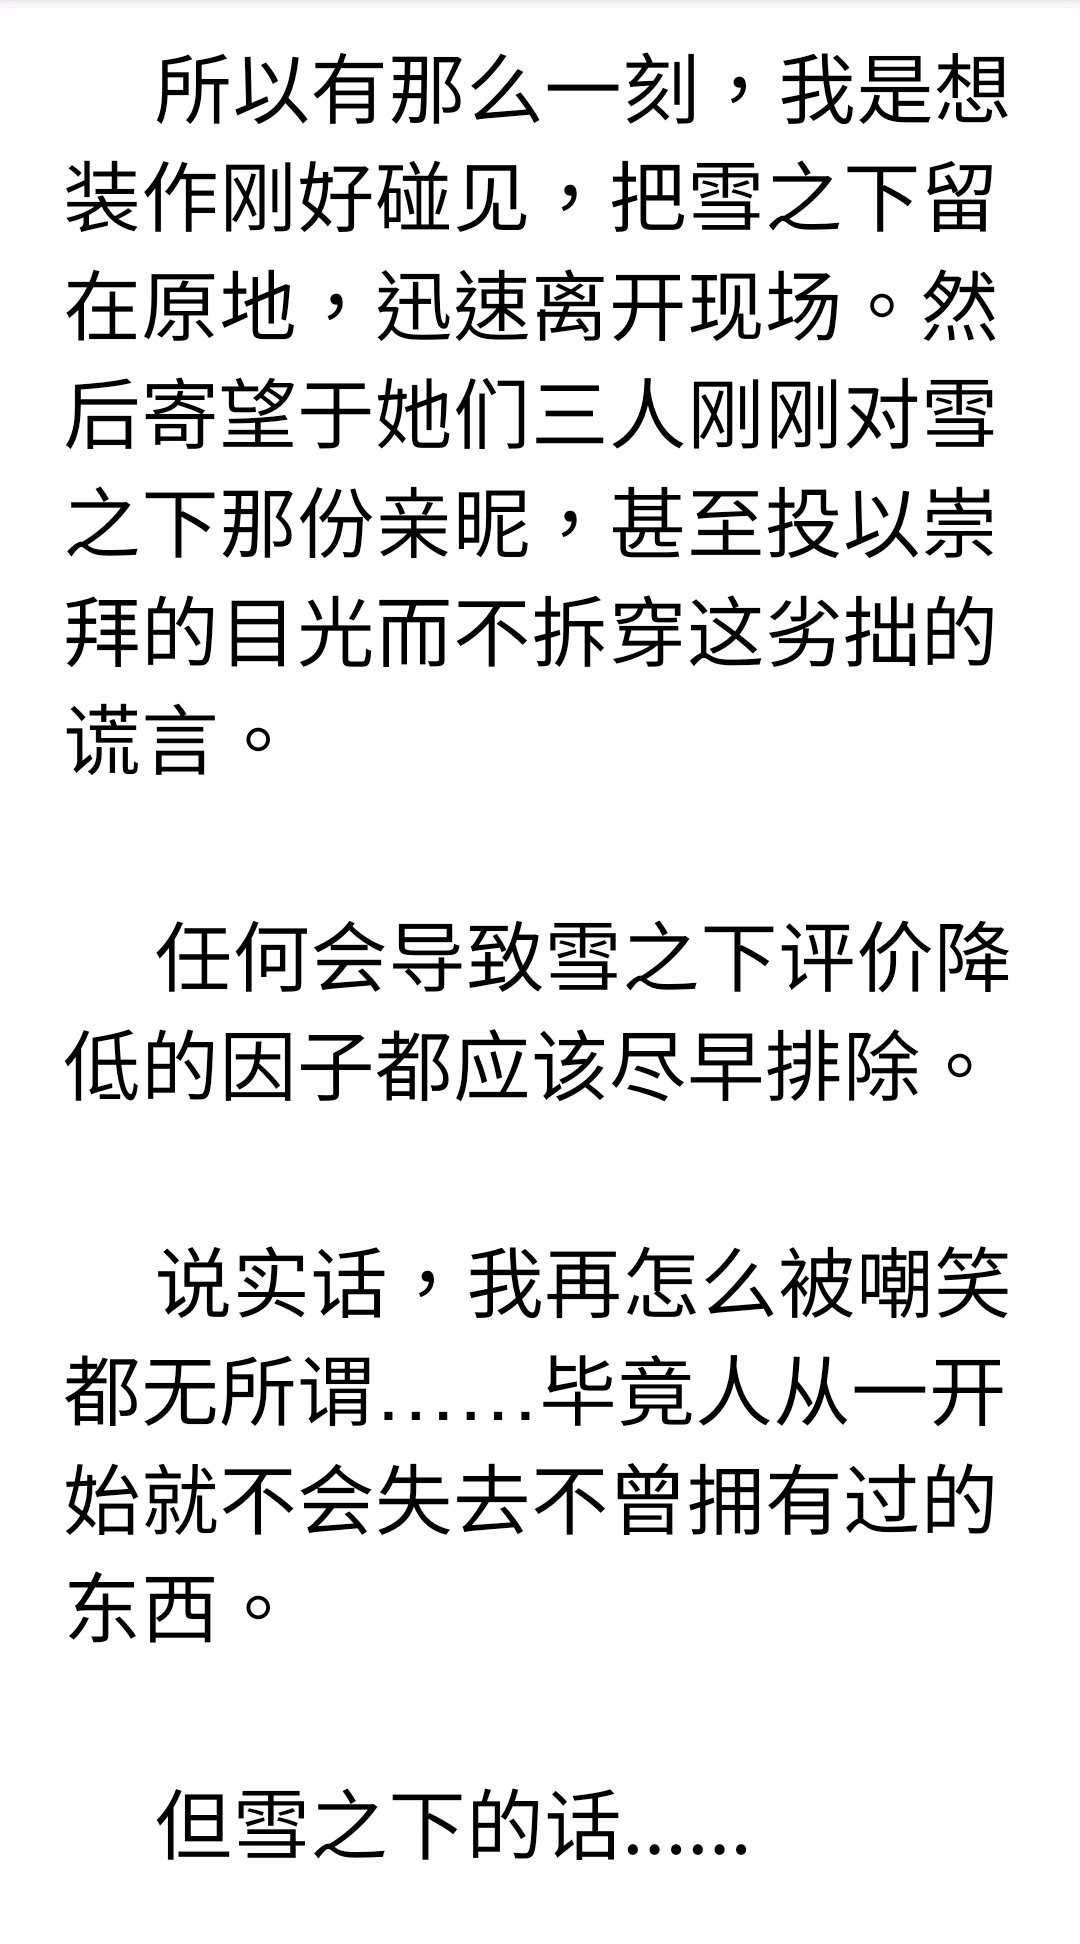 所以有那么一刻，我是想
装作刚好碰见，把雪之下留
在原地，迅速离开现场。然
后寄望于她们三人刚刚对雪
之下那份亲昵，甚至投以崇
拜的目光而不拆穿这劣拙的
谎言。
任何会导致雪之下评价降
低的因子都应该尽早排除。
说实话，我再怎么被嘲笑
都无所谓……毕竟人从一开
始就不会失去不曾拥有过的
东西。
但雪之下的话……